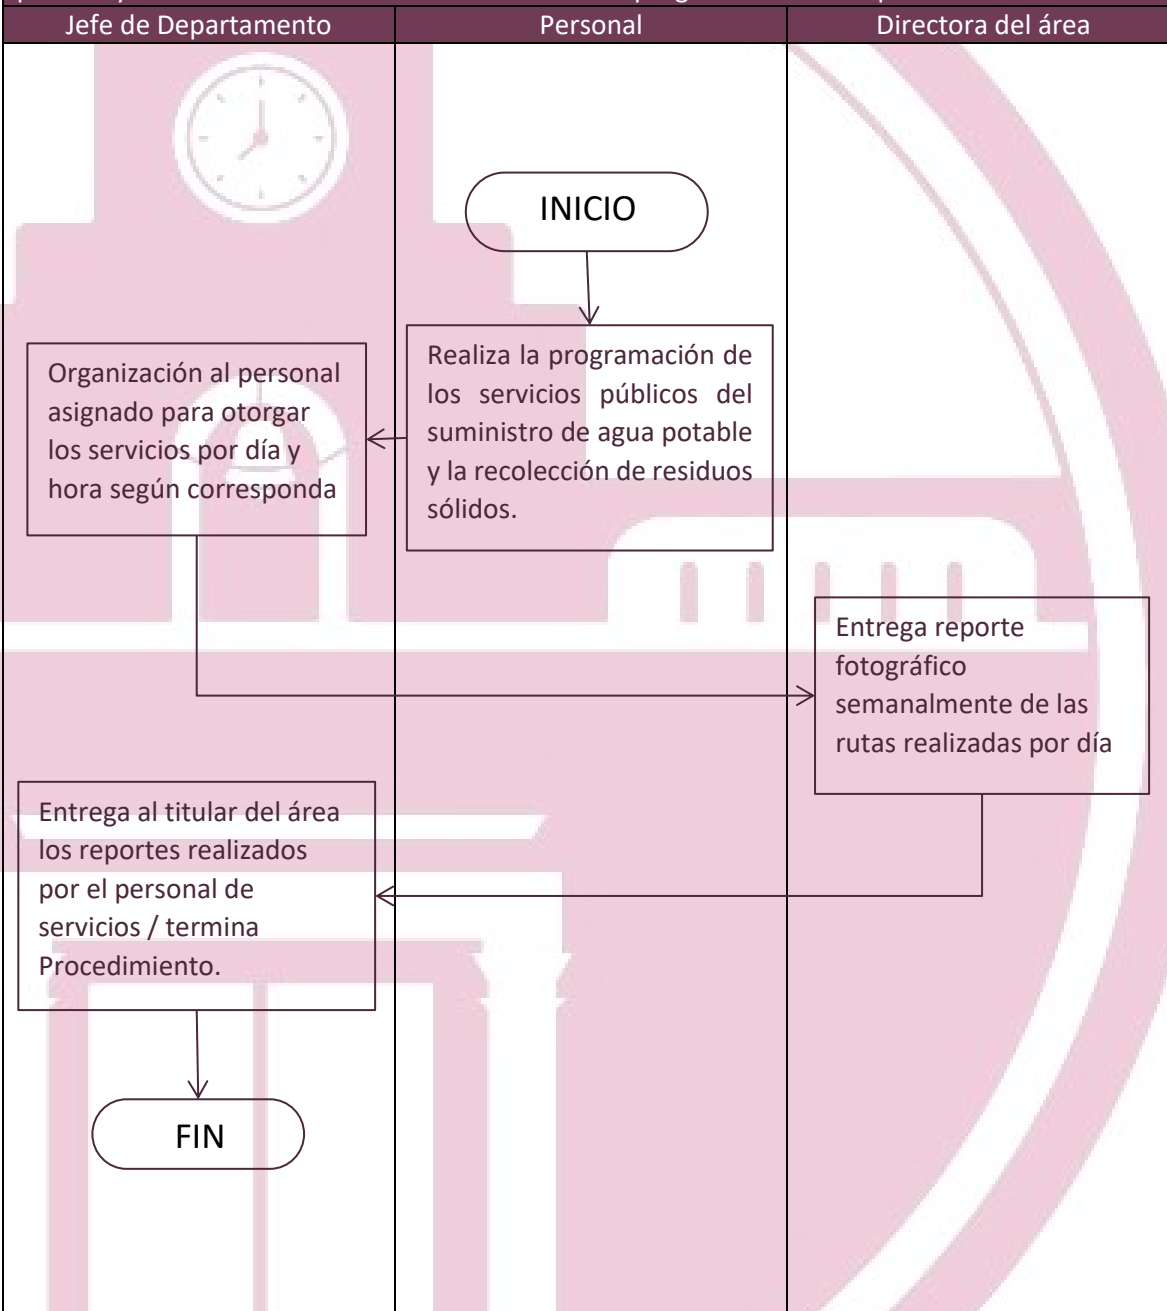 Jefe de Departamento
Personal
Directora del área
INICIO
Realiza la programación de
los servicios públicos del
suministro de agua potable
y la recolección de residuos
sólidos.
Organización al personal
asignado para otorgar
los servicios por día y
hora según corresponda
Entrega reporte
fotográfico
semanalmente de las
rutas realizadas por día
Entrega al titular del área
los reportes realizados
por el personal de
servicios / termina
Procedimiento.
FIN